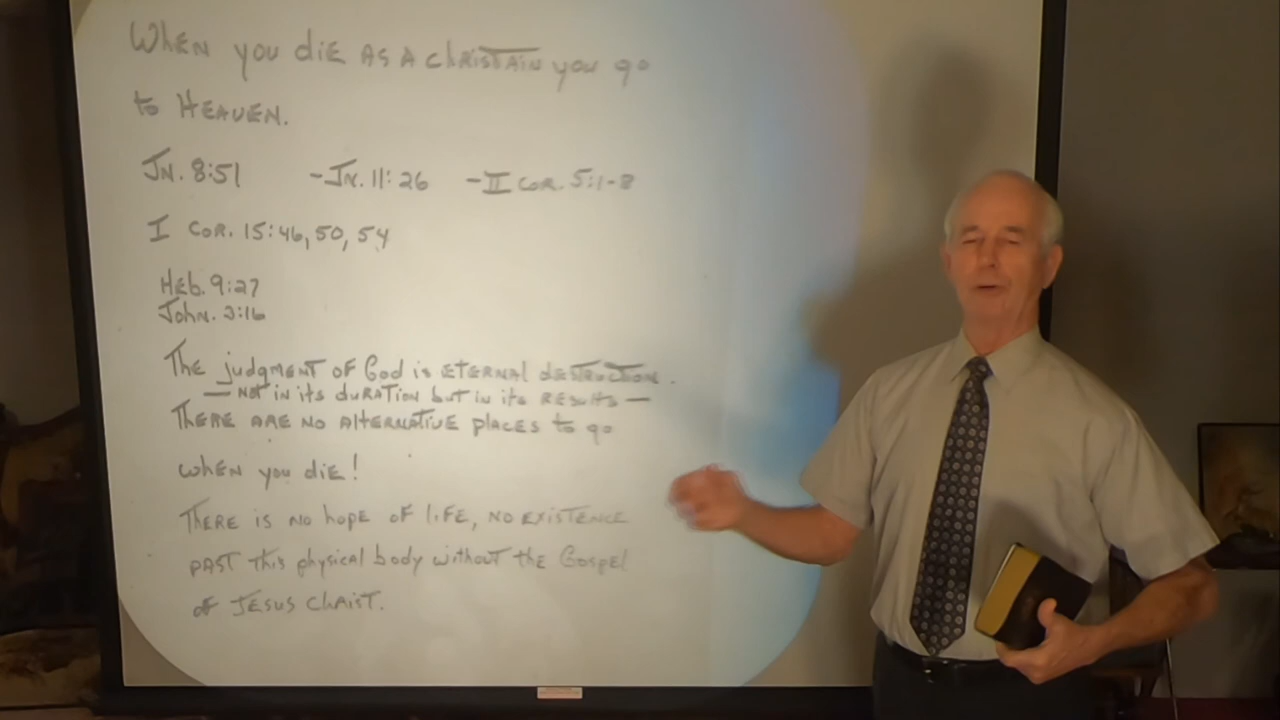 WHEN you diE AS A chRiSTAiN you go
to HEAVEN.
JN. 8:51 -JN. 11:26 -II COR. 5:1-8
I COR. 15:46, 50, 54
HEb. 9:27
John. 3:16
THE judgmENT OF God is ETERNAL dESTRUCTioN.
— NOT iN its duRATiON but iN its RESults —
THERE ARE NO AltERNATiVE plACES to go
wHEN you diE!
THERE iS NO hopE OF liFE, NO EXiSTENCE
PAST this physical body without the GospEl
oF JESUS ChRiST.